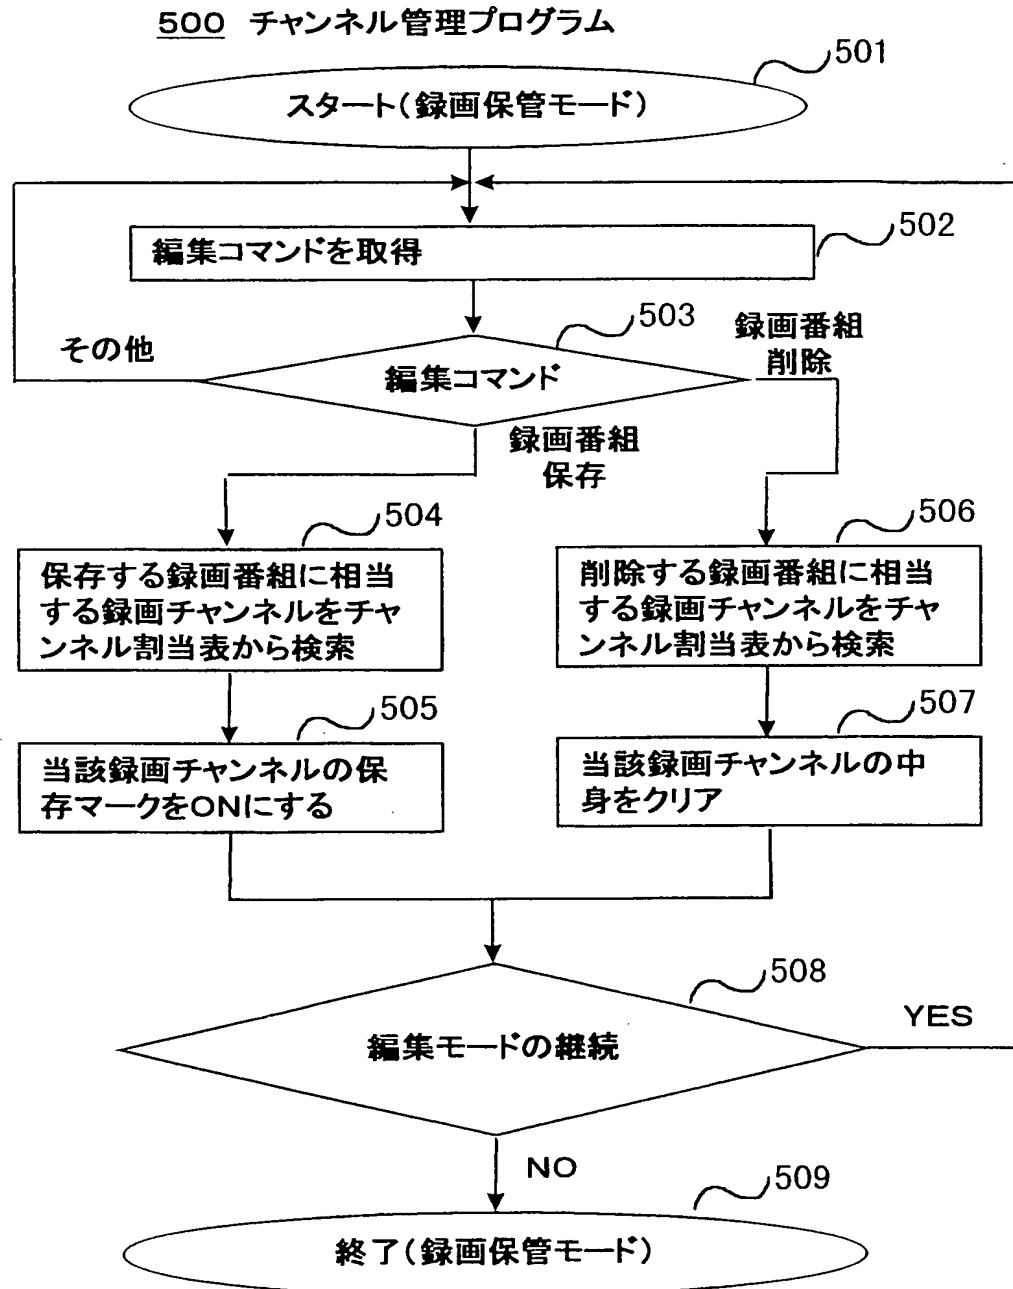 500 チャンネル管理プログラム
501
スタート(録画保管モード)
502
編集コマンドを取得
503
録画番組
削除
その他
編集コマンド
録画番組
保存
504
506
保存する録画番組に相当
する録画チャンネルをチャ
ンネル割当表から検索
削除する録画番組に相当
する録画チャンネルをチャ
ンネル割当表から検索
505
507
当該録画チャンネルの保
存マークをONにする
当該録画チャンネルの中
身をクリア
508
YES
編集モードの継続
NO
509
終了(録画保管モード)